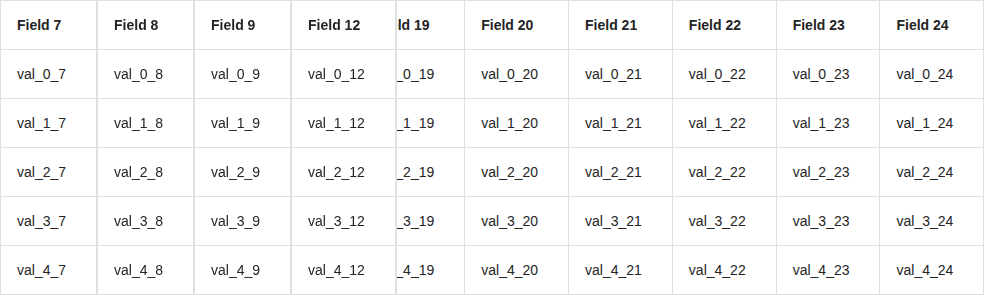 Field 7 Field 8 Field 9 Field 12 ld 19 Field 20 Field 21 Field 22 Field 23 Field 24
val_0_7 val_0_8 val_0_9 val_0_12 _0_19 val_0_20 val_0_21 val_0_22 val_0_23 val_0_24
val_1_7 val_1_8 val_1_9 val_1_12 _1_19 val_1_20 val_1_21 val_1_22 val_1_23 val_1_24
val_2_7 val_2_8 val_2_9 val_2_12 _2_19 val_2_20 val_2_21 val_2_22 val_2_23 val_2_24
val_3_7 val_3_8 val_3_9 val_3_12 _3_19 val_3_20 val_3_21 val_3_22 val_3_23 val_3_24
val_4_7 val_4_8 val_4_9 val_4_12 _4_19 val_4_20 val_4_21 val_4_22 val_4_23 val_4_24